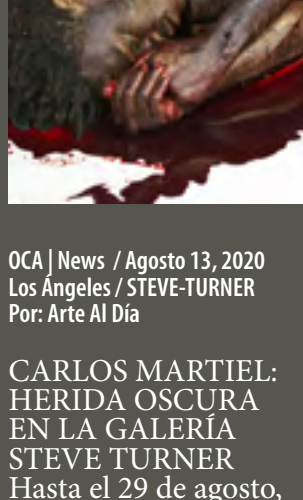 OCA | News / Agosto 13, 2020
Los Ángeles / STEVE-TURNER
Por: Arte Al Día
CARLOS MARTIEL:
HERIDA OSCURA
EN LA GALERÍA
STEVE TURNER
Hasta el 29 de agosto,